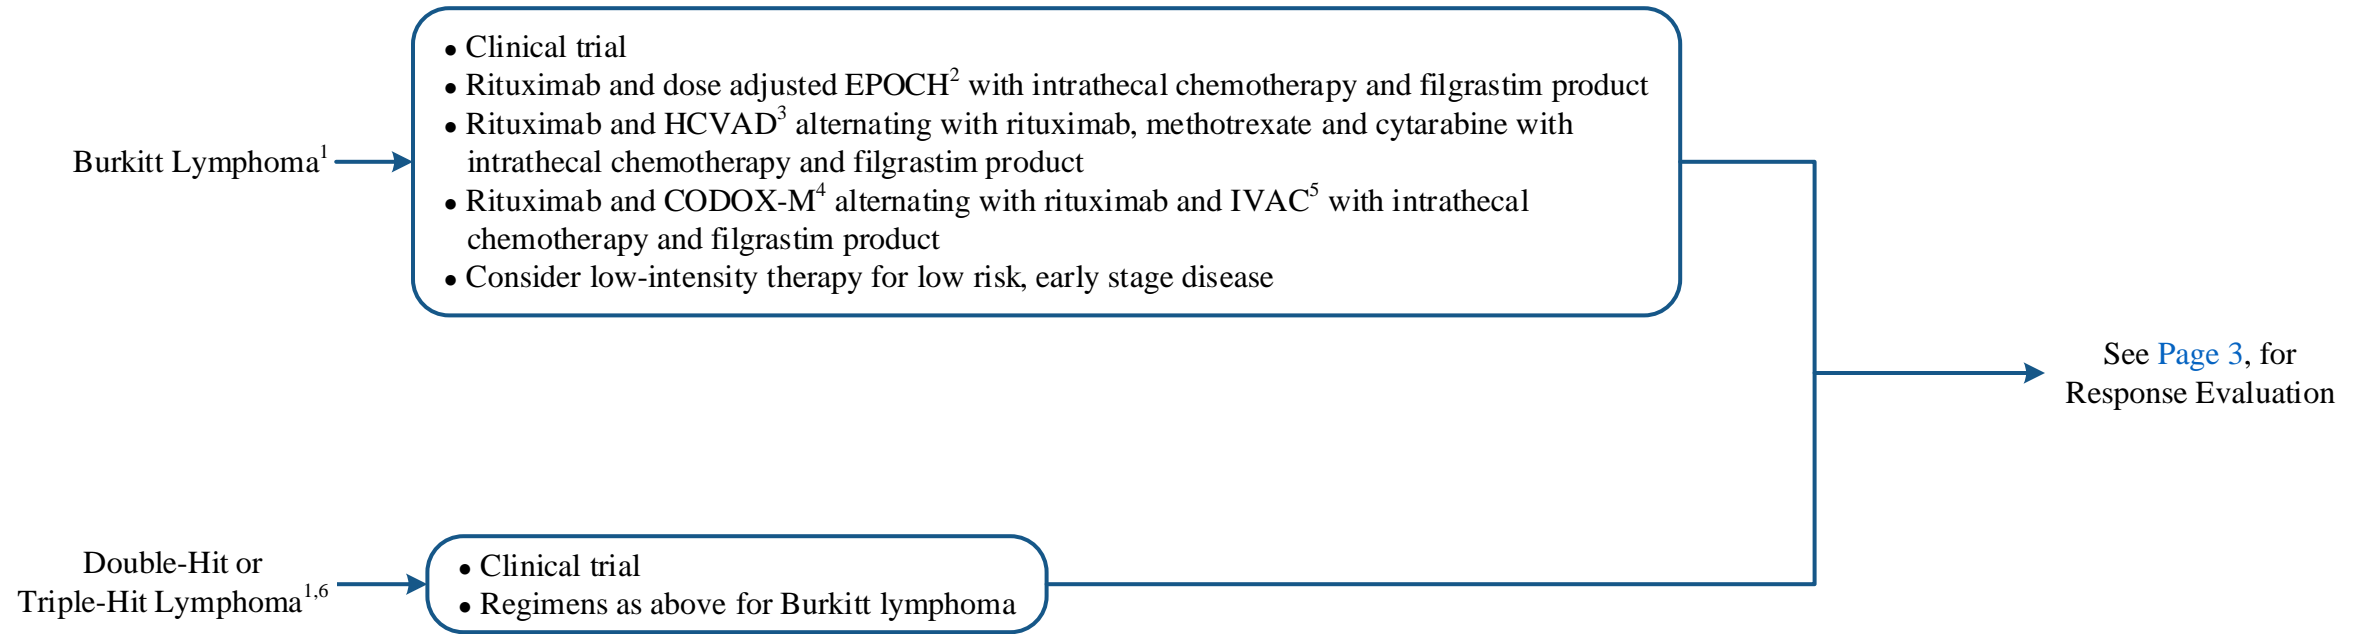 • Clinical trial
• Rituximab and dose adjusted EPOCH² with intrathecal chemotherapy and filgrastim product
• Rituximab and HCVAD³ alternating with rituximab, methotrexate and cytarabine with
intrathecal chemotherapy and filgrastim product
Burkitt Lymphoma¹
• Rituximab and CODOX-M⁴ alternating with rituximab and IVAC⁵ with intrathecal
chemotherapy and filgrastim product
• Consider low-intensity therapy for low risk, early stage disease
See Page 3, for
Response Evaluation
Double-Hit or
Triple-Hit Lymphoma¹,⁶
• Clinical trial
• Regimens as above for Burkitt lymphoma